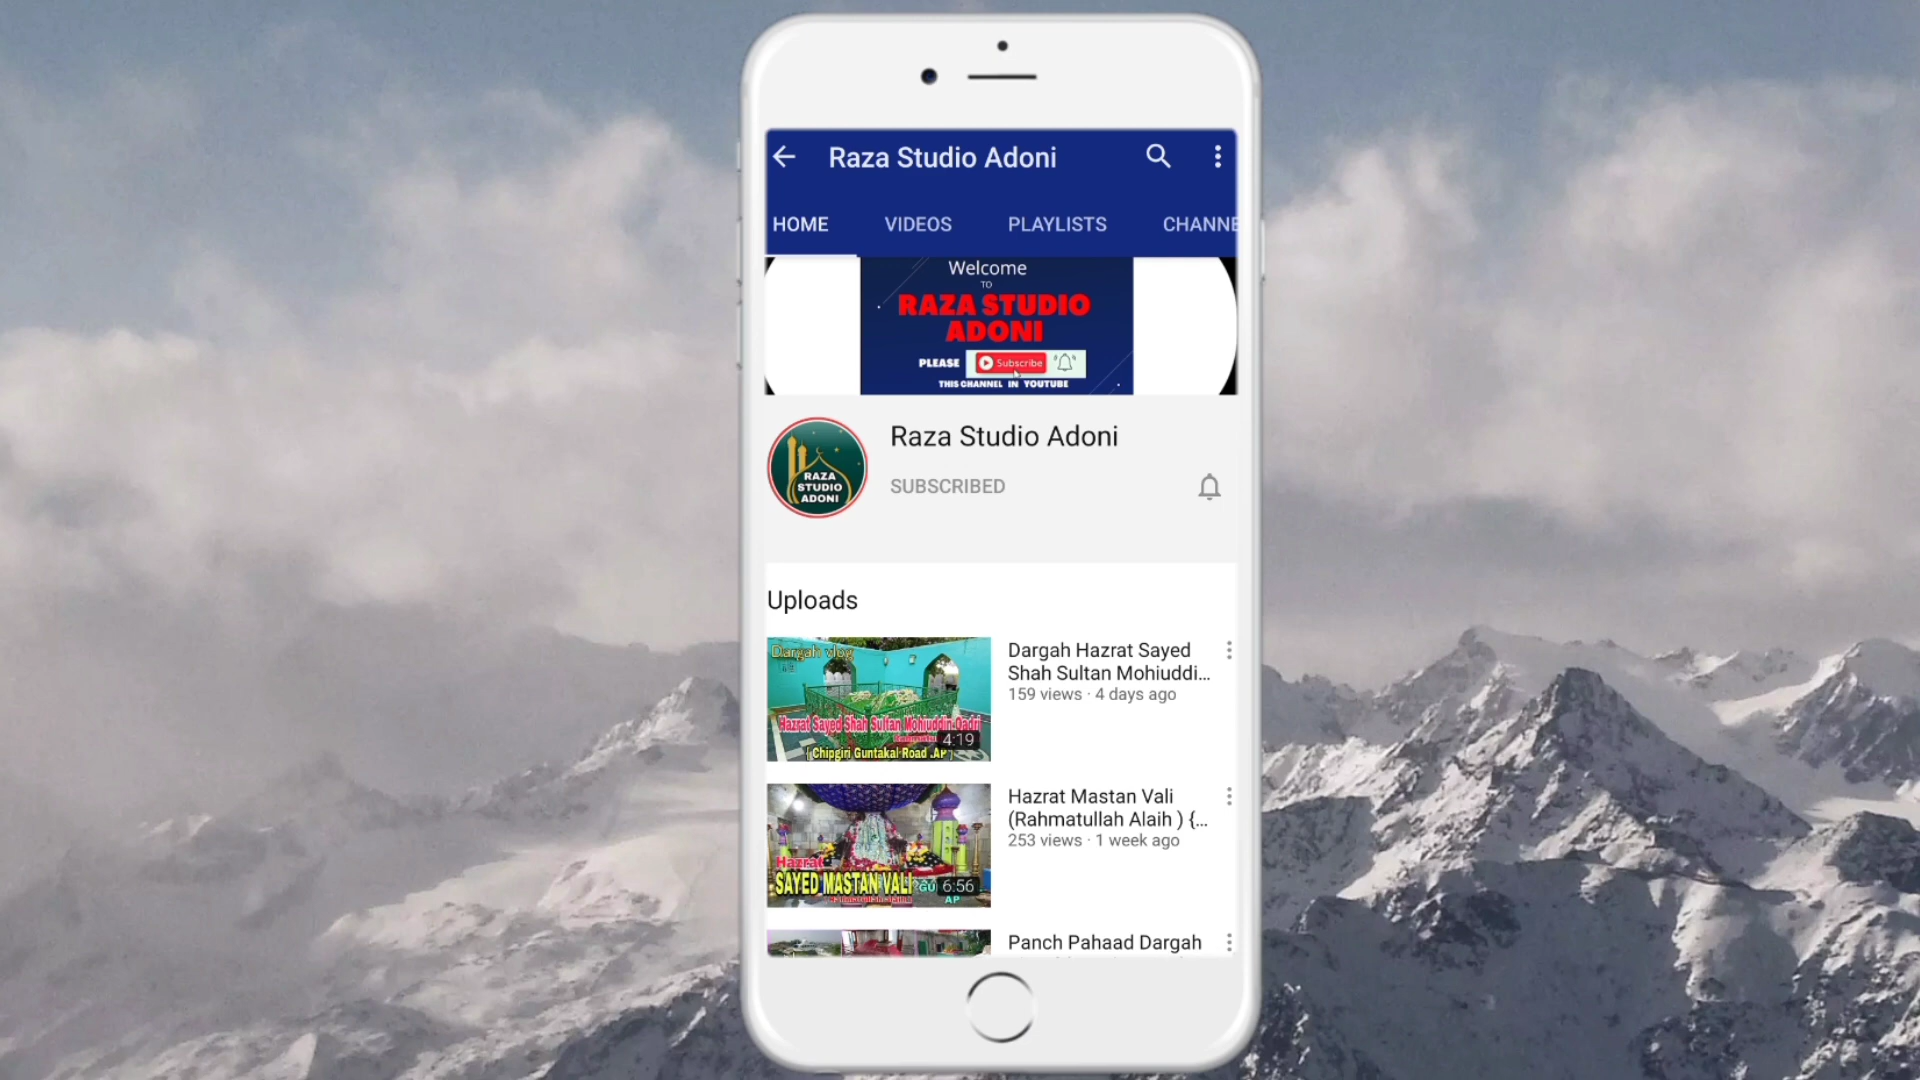 Raza Studio Adoni
HOME VIDEOS PLAYLISTS CHANNE
Welcome
TO
RAZA STUDIO
ADONI
PLEASE Subscribe
THIS CHANNEL IN YOUTUBE
RAZA
STUDIO
ADONI
Raza Studio Adoni
SUBSCRIBED
Uploads
Dargah vlog
Hazrat Sayed Shah Sultan Mohiuddin Qadri
4:19
( Chipgiri Guntakal Road .AP )
Dargah Hazrat Sayed
Shah Sultan Mohiuddi...
159 views · 4 days ago
Hazrat
SAYED MASTAN VALI GU 6:56
AP
Hazrat Mastan Vali
(Rahmatullah Alaih ) {...
253 views · 1 week ago
Panch Pahaad Dargah